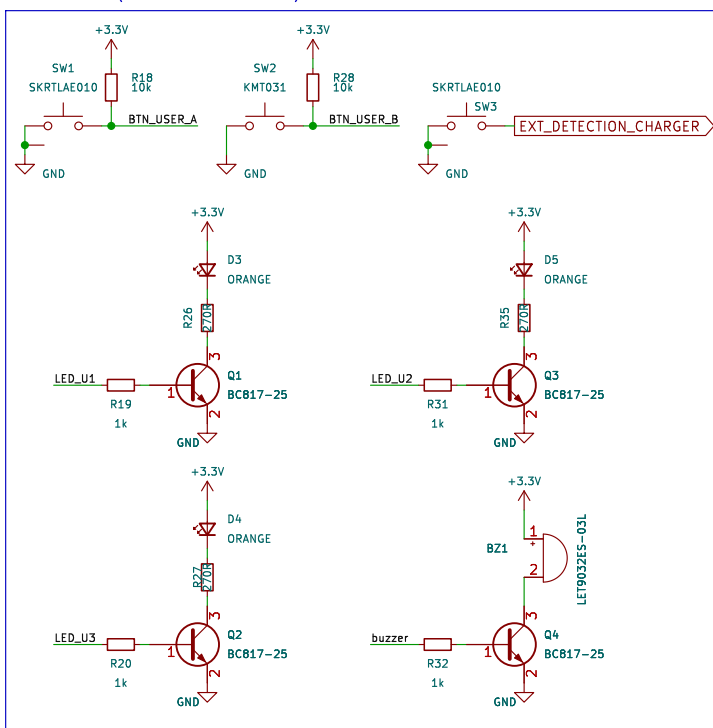 +3.3V
SW1
SKRTLAE010
R18
10k
BTN_USER_A
GND
+3.3V
SW2
KMT031
R28
10k
BTN_USER_B
GND
SKRTLAE010
SW3
EXT_DETECTION_CHARGER
GND
+3.3V
D3
ORANGE
R26
270R
LED_U1
R19
1k
1
3
2
Q1
BC817-25
GND
+3.3V
D5
ORANGE
R35
270R
LED_U2
R31
1k
1
3
2
Q3
BC817-25
GND
+3.3V
D4
ORANGE
R27
270R
LED_U3
R20
1k
1
3
2
Q2
BC817-25
GND
+3.3V
BZ1
1
+
2
LET9032ES-03L
buzzer
R32
1k
1
3
2
Q4
BC817-25
GND